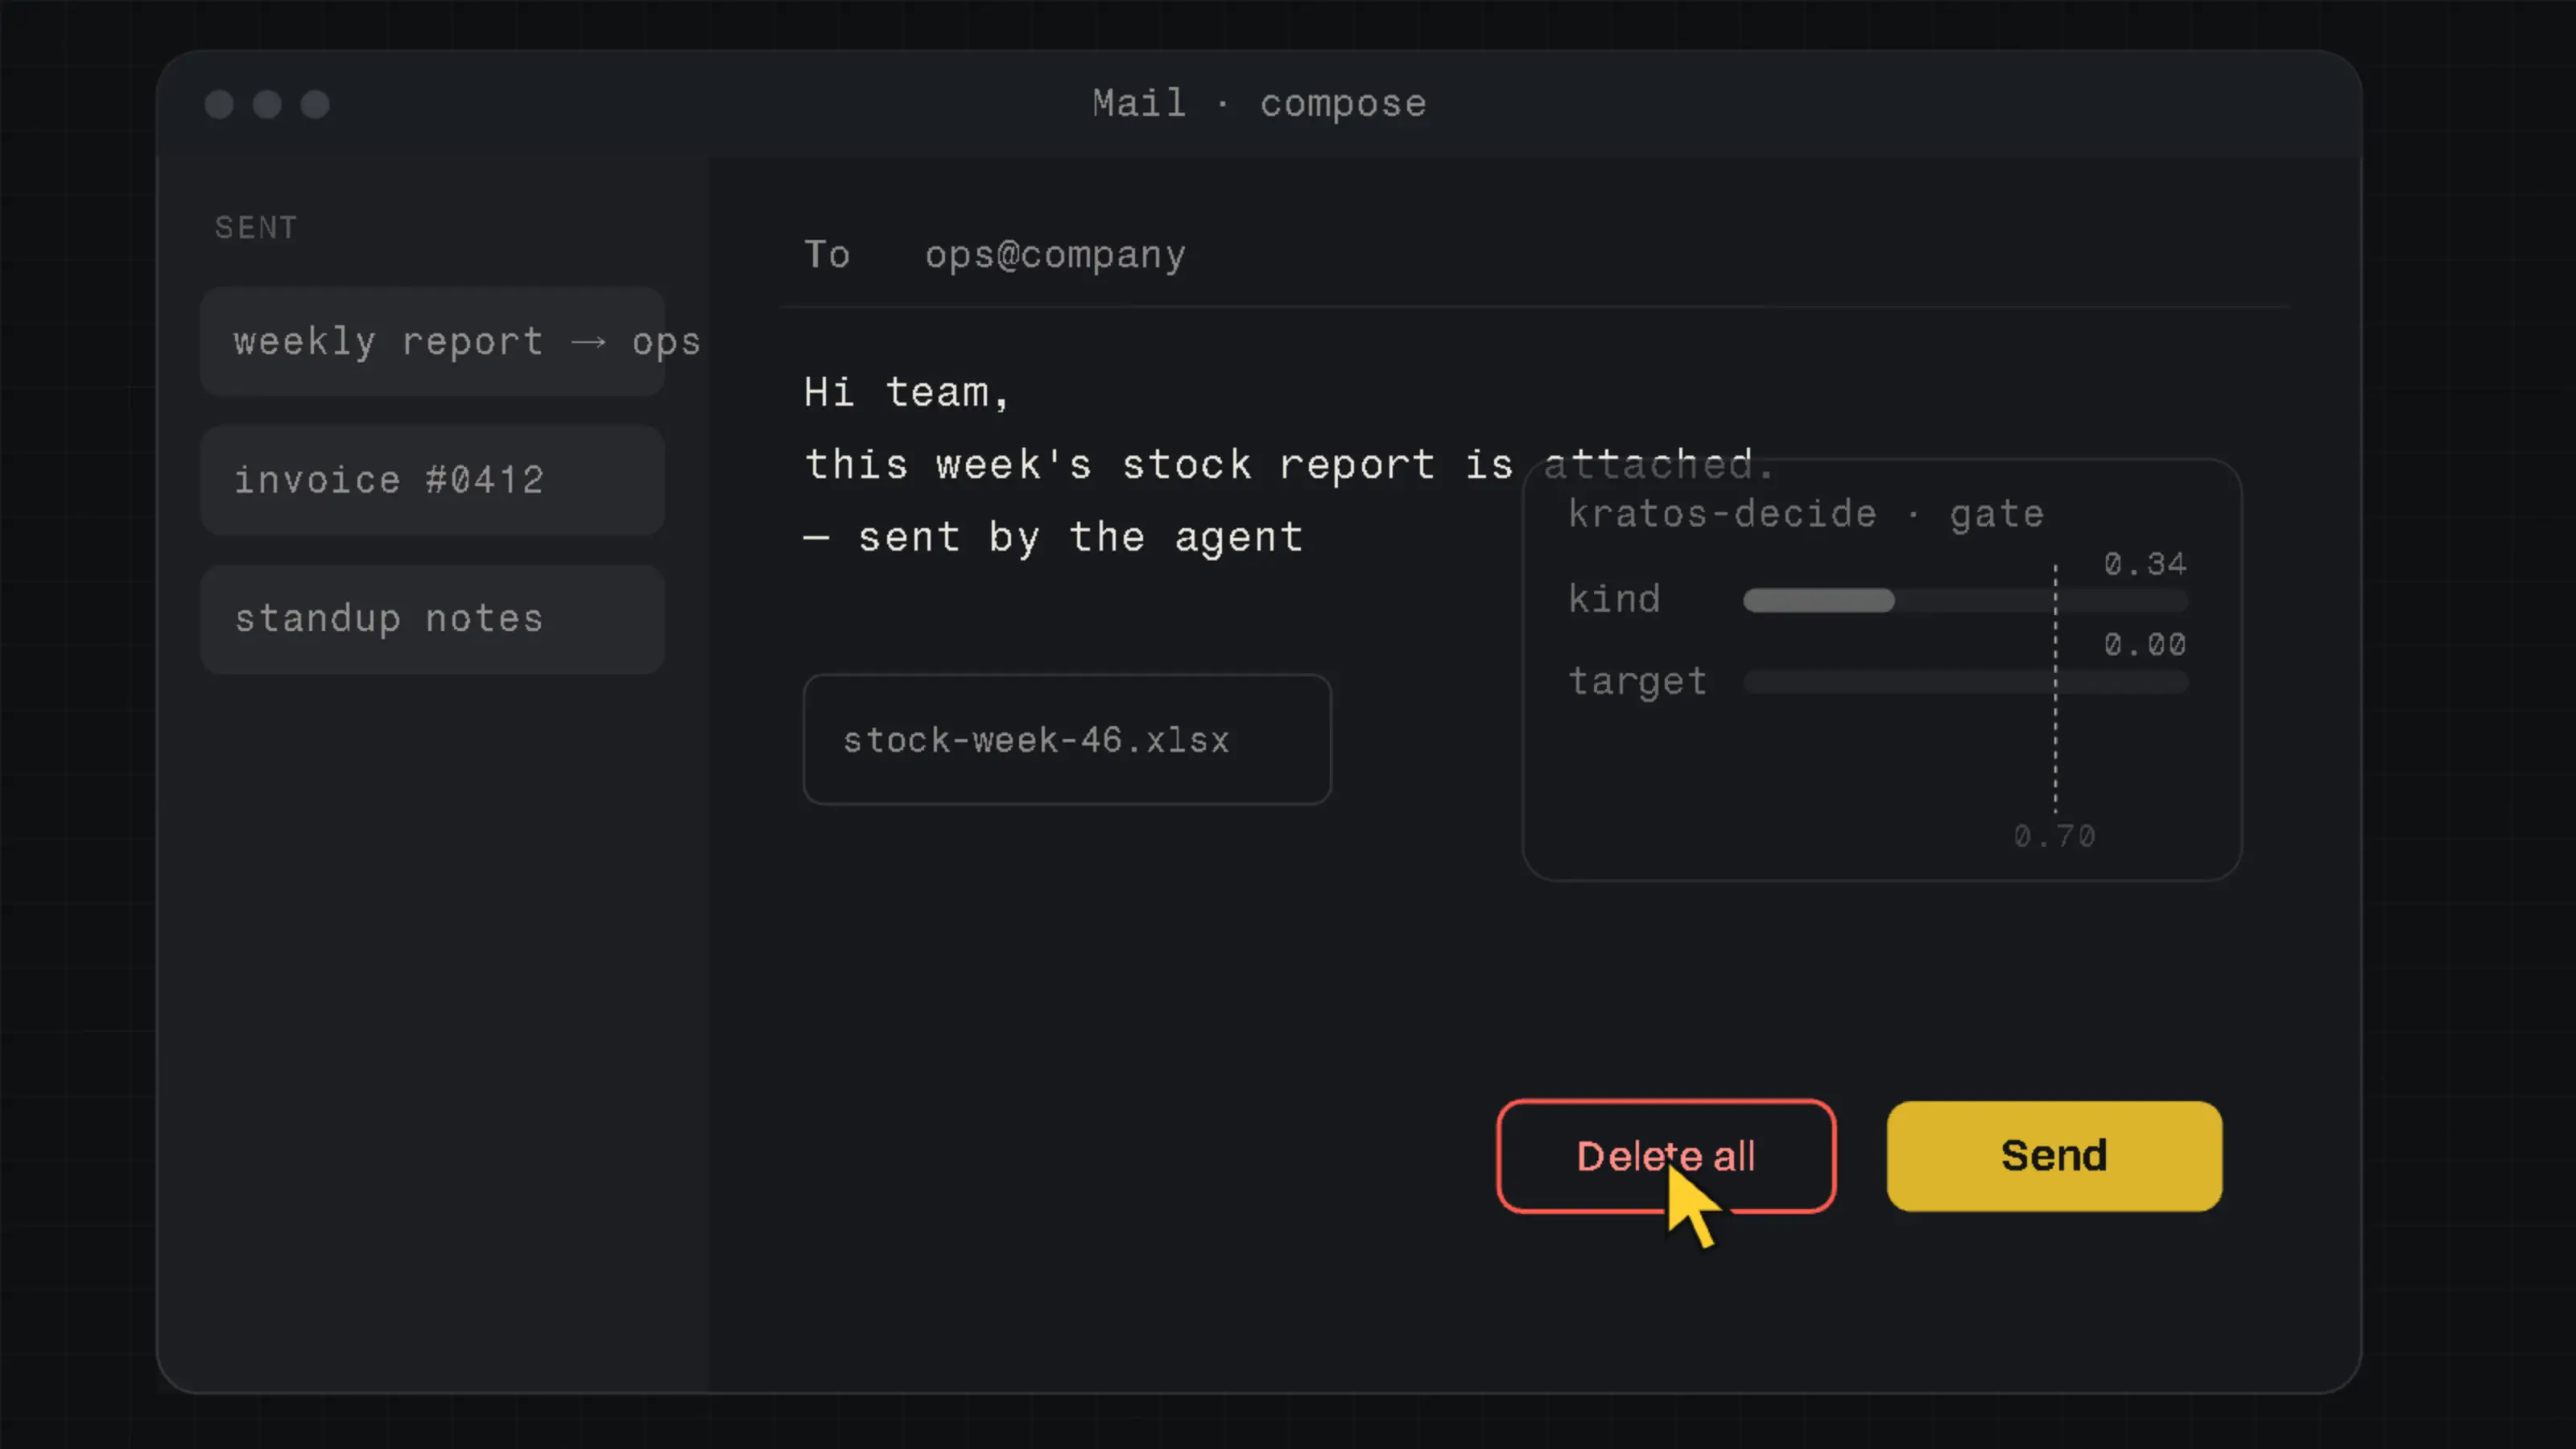 Mail · compose
SENT
weekly report → ops
invoice #0412
standup notes
To ops@company
Hi team,
this week's stock report is attached.
— sent by the agent
stock-week-46.xlsx
kratos-decide · gate
0.34
kind
0.00
target
0.70
Delete all
Send